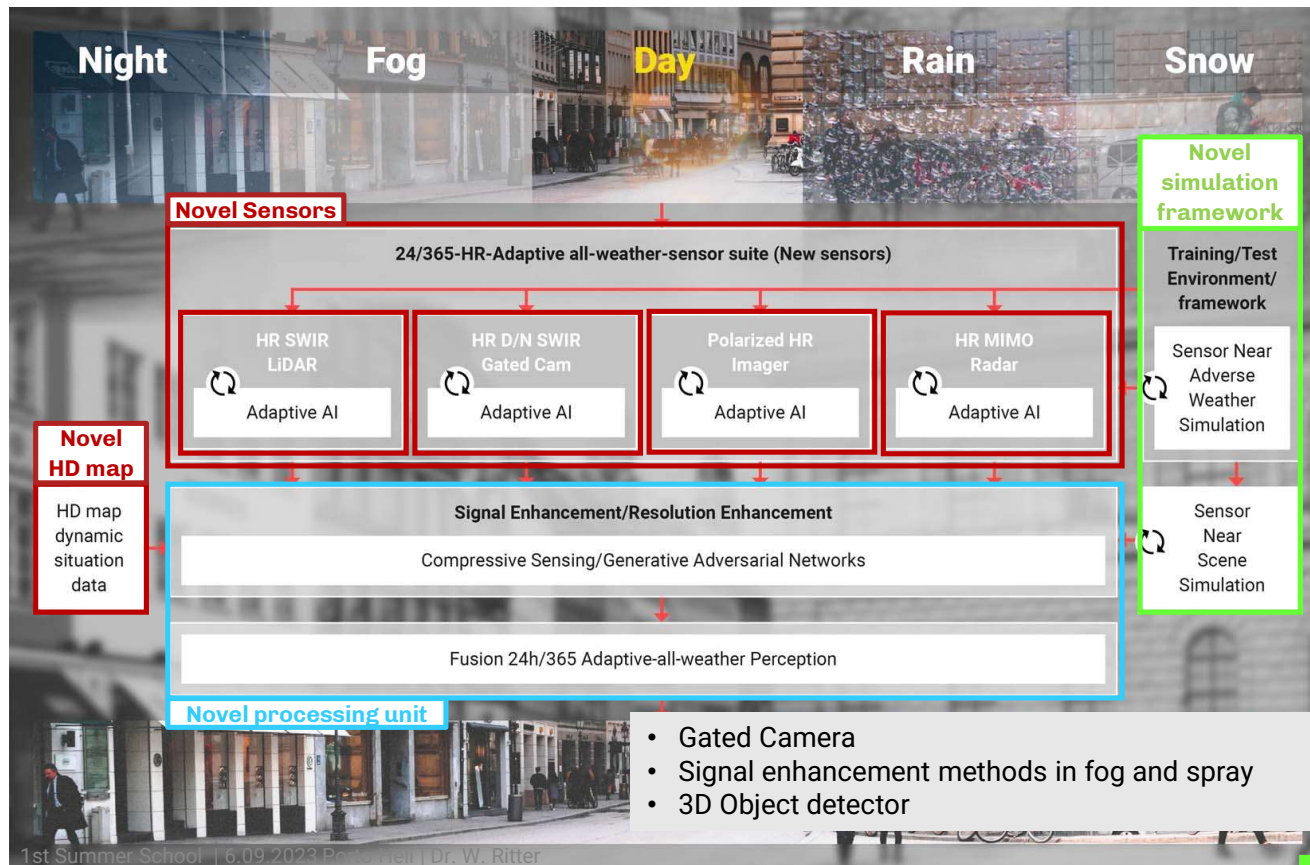 Night
Fog
Day
Rain
Snow
Novel
simulation
framework
Novel Sensors
24/365-HR-Adaptive all-weather-sensor suite (New sensors)
Training/Test
Environment/
framework
HR SWIR
LiDAR
Adaptive AI
HR D/N SWIR
Gated Cam
Adaptive AI
Polarized HR
Imager
Adaptive AI
HR MIMO
Radar
Adaptive AI
Sensor Near
Adverse
Weather
Simulation
Novel
HD map
HD map
dynamic
situation
data
Signal Enhancement/Resolution Enhancement
Compressive Sensing/Generative Adversarial Networks
Sensor
Near
Scene
Simulation
Fusion 24h/365 Adaptive-all-weather Perception
Novel processing unit
• Gated Camera
• Signal enhancement methods in fog and spray
• 3D Object detector
1st Summer School | 6.09.2023 Porto Heli | Dr. W. Ritter